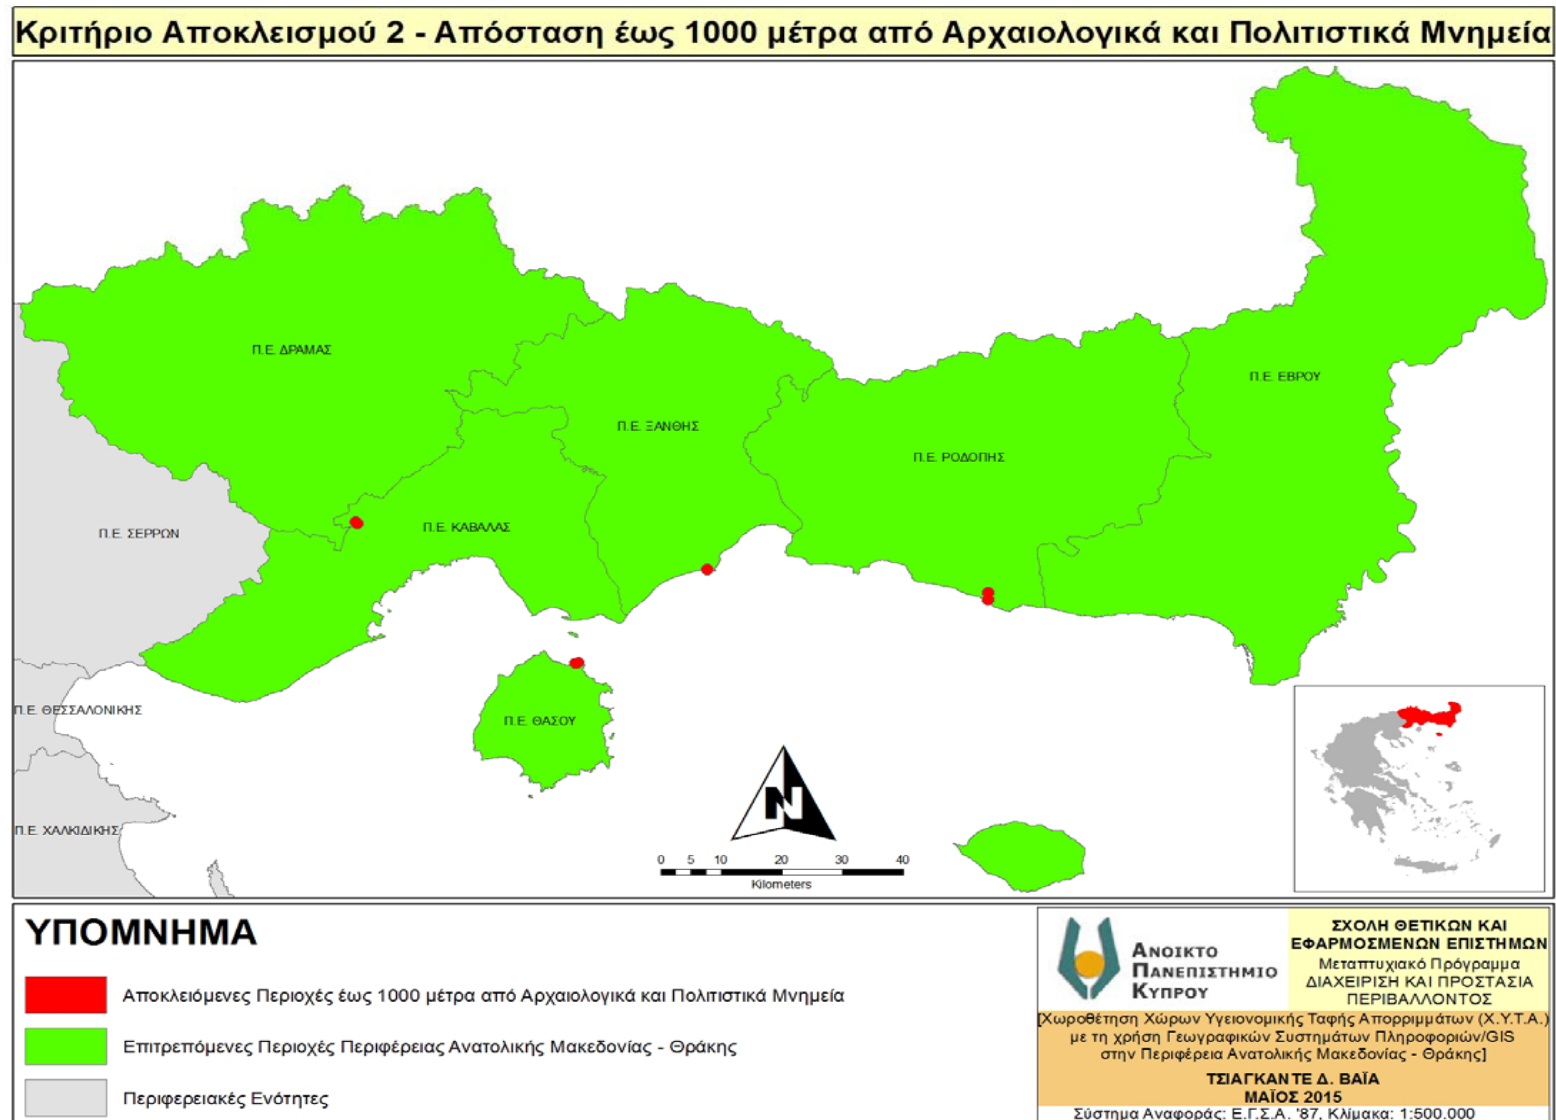 Κριτήριο Αποκλεισμού 2 - Απόσταση έως 1000 μέτρα από Αρχαιολογικά και Πολιτιστικά Μνημεία
Π.Ε. ΔΡΑΜΑΣ
Π.Ε. ΕΒΡΟΥ
Π.Ε. ΞΑΝΘΗΣ
Π.Ε. ΡΟΔΟΠΗΣ
Π.Ε. ΣΕΡΡΩΝ
Π.Ε. ΚΑΒΑΛΑΣ
Π.Ε. ΘΕΣΣΑΛΟΝΙΚΗΣ
Π.Ε. ΘΑΣΟΥ
Π.Ε. ΧΑΛΚΙΔΙΚΗΣ
N
0 5 10 20 30 40
Kilometers
ΥΠΟΜΝΗΜΑ
Αποκλειόμενες Περιοχές έως 1000 μέτρα από Αρχαιολογικά και Πολιτιστικά Μνημεία
Επιτρεπόμενες Περιοχές Περιφέρειας Ανατολικής Μακεδονίας - Θράκης
Περιφερειακές Ενότητες
ΑΝΟΙΚΤΟ
ΠΑΝΕΠΙΣΤΗΜΙΟ
ΚΥΠΡΟΥ
ΣΧΟΛΗ ΘΕΤΙΚΩΝ ΚΑΙ
ΕΦΑΡΜΟΣΜΕΝΩΝ ΕΠΙΣΤΗΜΩΝ
Μεταπτυχιακό Πρόγραμμα
ΔΙΑΧΕΙΡΙΣΗ ΚΑΙ ΠΡΟΣΤΑΣΙΑ
ΠΕΡΙΒΑΛΛΟΝΤΟΣ
[Χωροθέτηση Χώρων Υγειονομικής Ταφής Απορριμμάτων (Χ.Υ.Τ.Α.)
με τη χρήση Γεωγραφικών Συστημάτων Πληροφοριών/GIS
στην Περιφέρεια Ανατολικής Μακεδονίας - Θράκης]
ΤΣΙΑΓΚΑΝΤΕ Δ. ΒΑΪΑ
ΜΑΪΟΣ 2015
Σύστημα Αναφοράς: Ε.Γ.Σ.Α. '87, Κλίμακα: 1:500.000